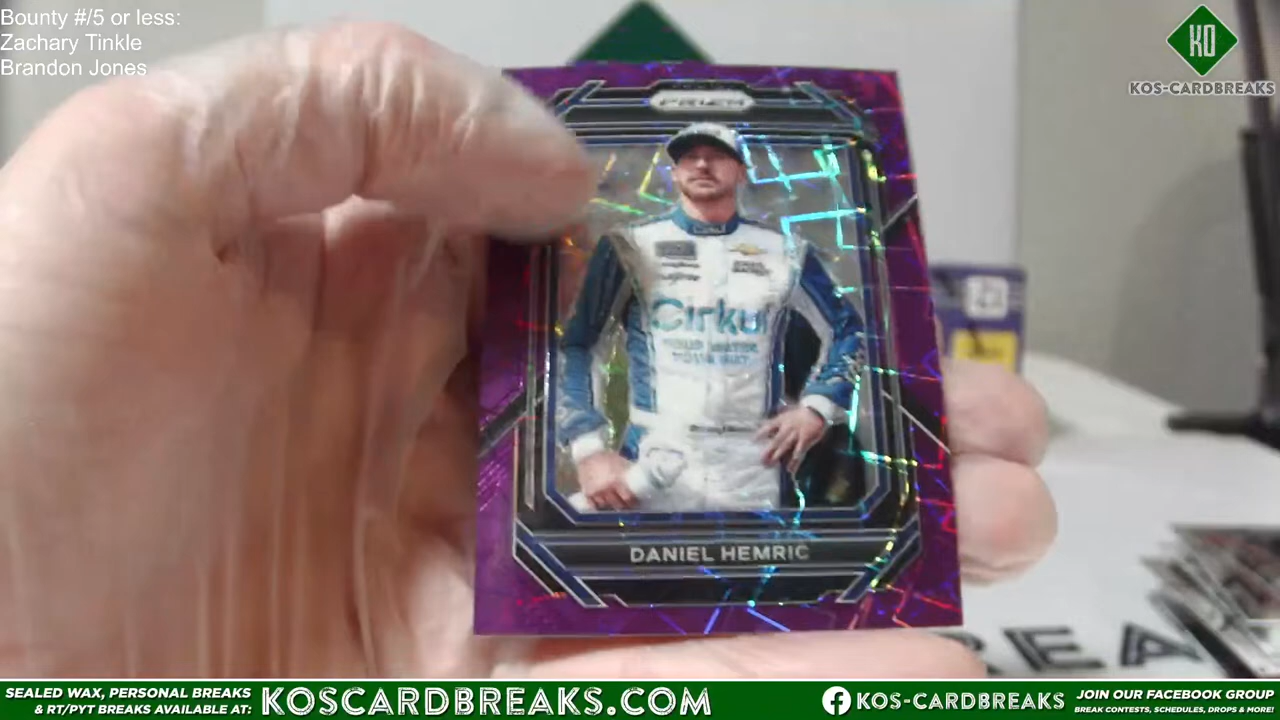 Bounty #/5 or less:
Zachary Tinkle
Brandon Jones
KO
KOS-CARDBREAKS
PRIZM
Cirkul
DANIEL HEMRIC
REA
SEALED WAX, PERSONAL BREAKS
& RT/PYT BREAKS AVAILABLE AT:
KOSCARDBREAKS.COM
KOS-CARDBREAKS
JOIN OUR FACEBOOK GROUP
BREAK CONTESTS, SCHEDULES, DROPS & MORE!